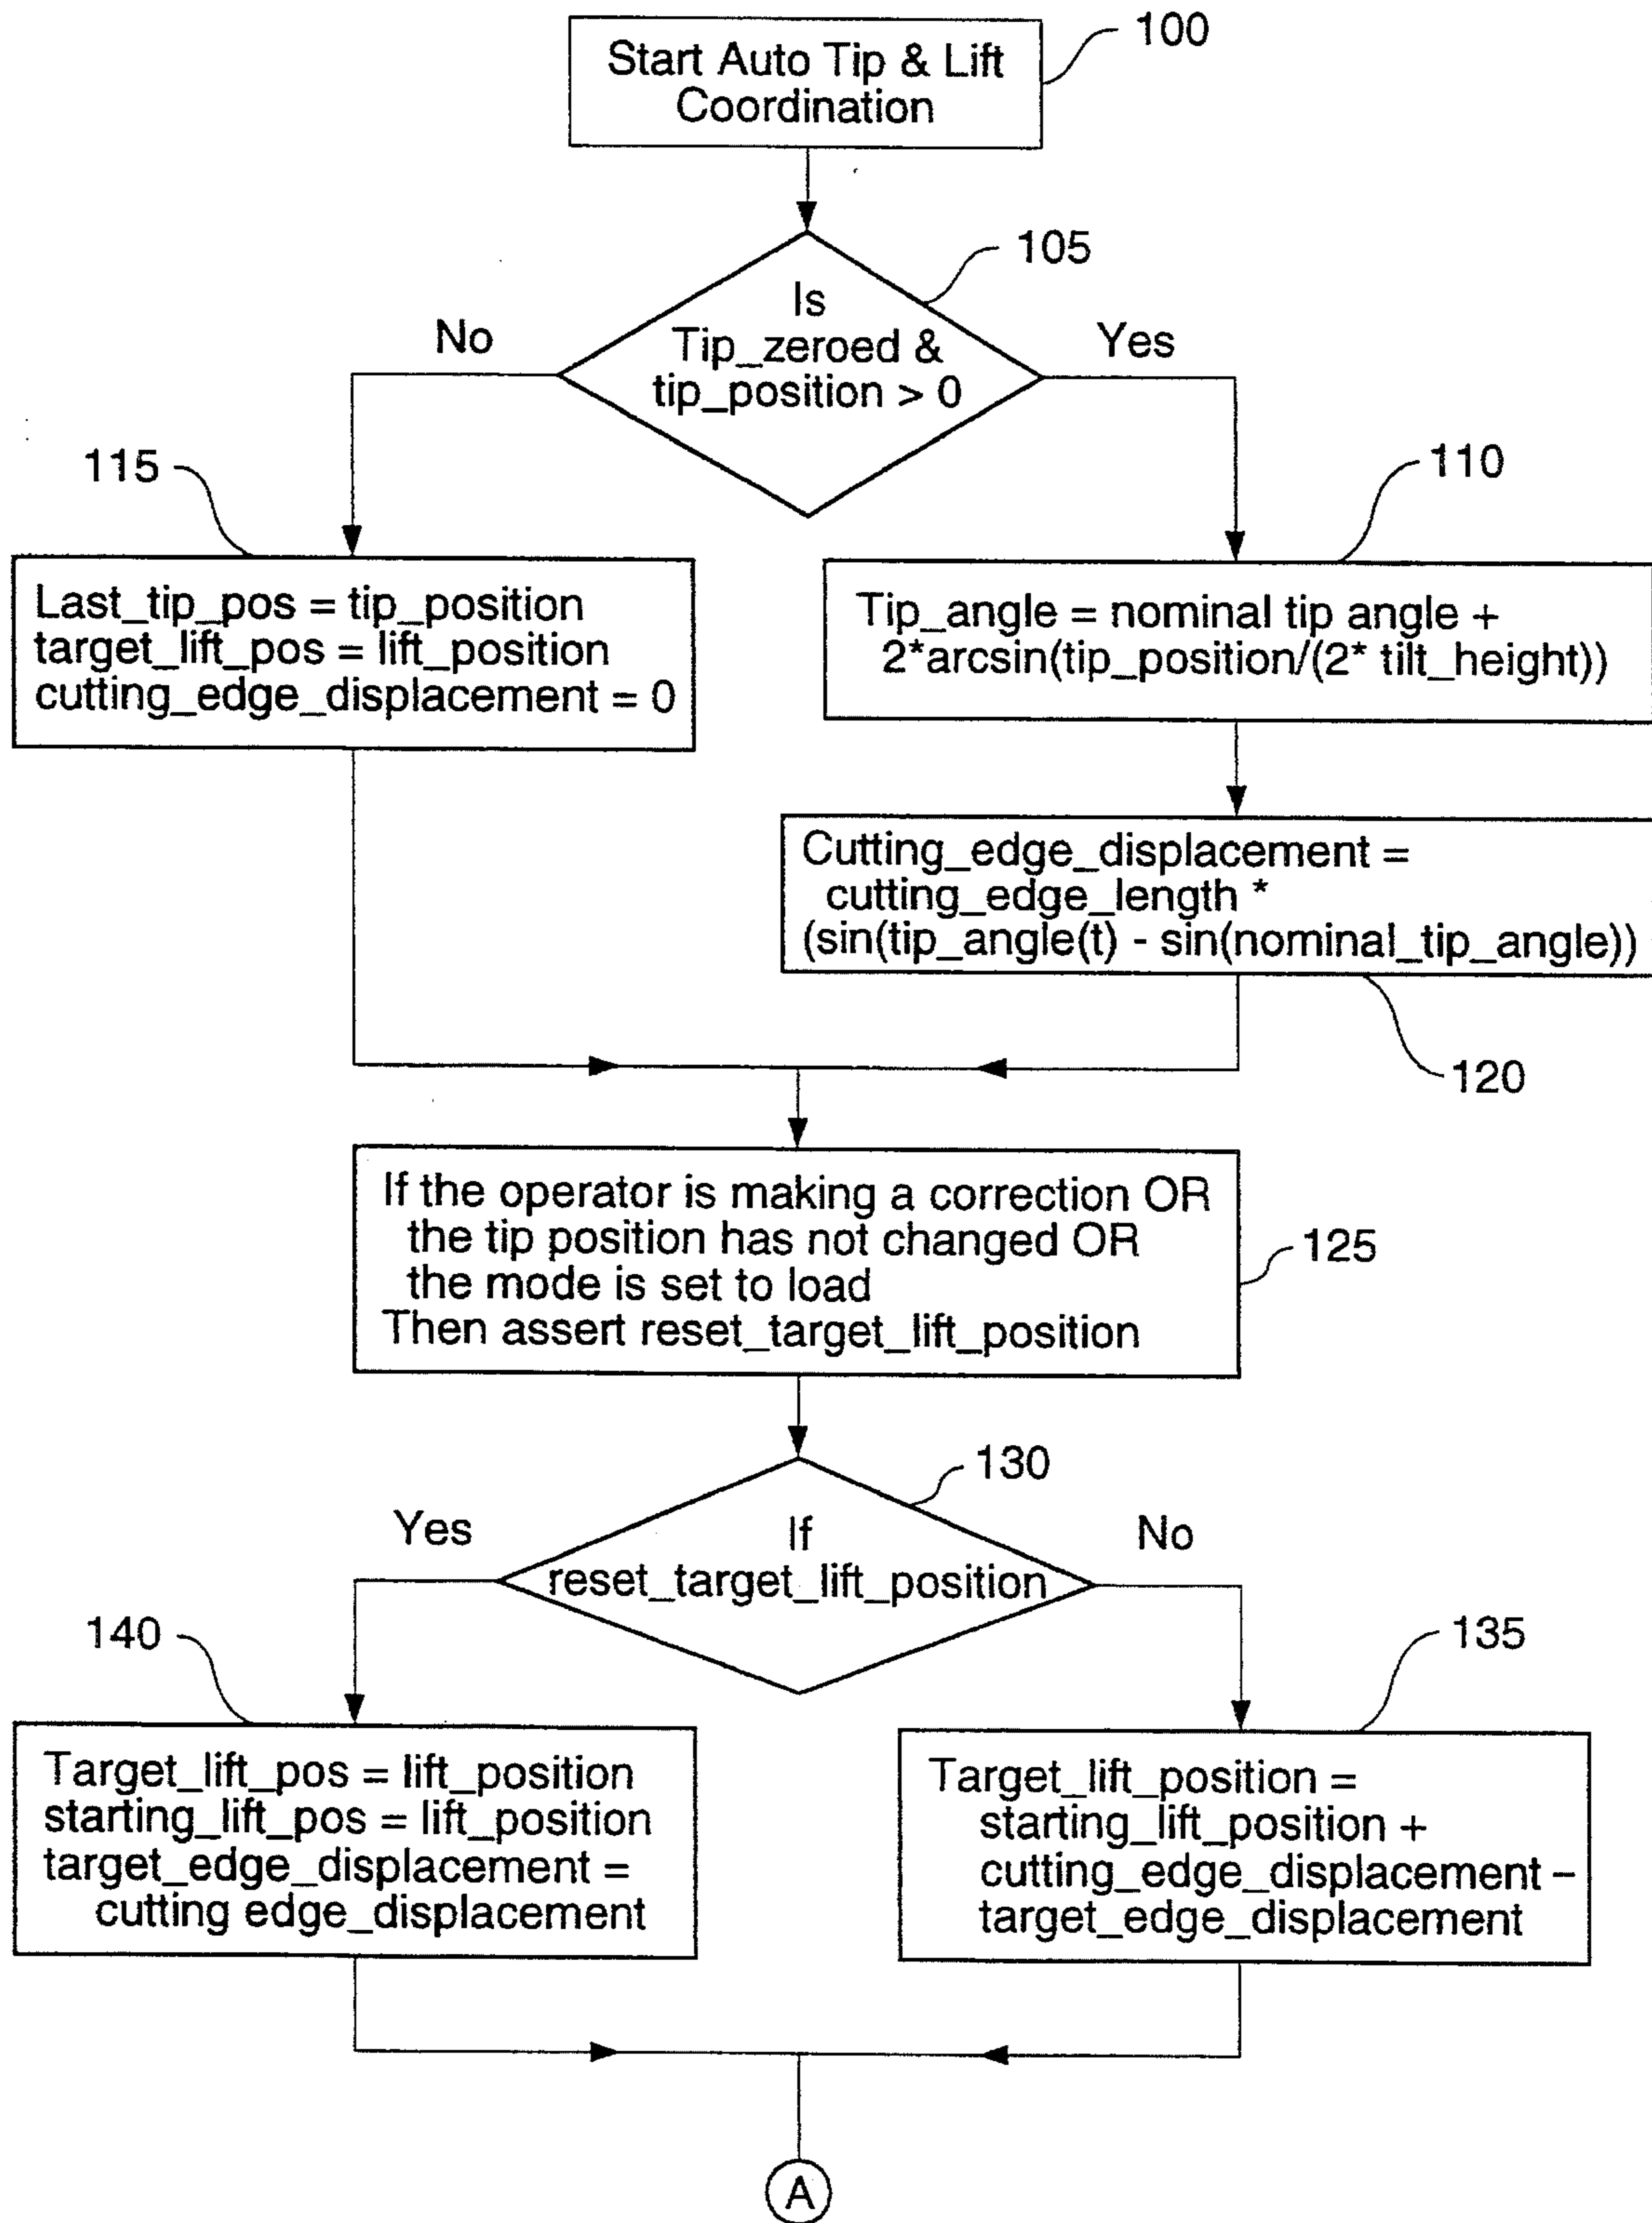 Start Auto Tip & Lift
Coordination
100
Is
Tip_zeroed &
tip_position > 0
105
No
Yes
115
110
Last_tip_pos = tip_position
target_lift_pos = lift_position
cutting_edge_displacement = 0
Tip_angle = nominal tip angle +
2*arcsin(tip_position/(2* tilt_height))
Cutting_edge_displacement =
cutting_edge_length *
(sin(tip_angle(t) - sin(nominal_tip_angle))
120
If the operator is making a correction OR
the tip position has not changed OR
the mode is set to load
Then assert reset_target_lift_position
125
130
If
reset_target_lift_position
Yes
No
140
135
Target_lift_pos = lift_position
starting_lift_pos = lift_position
target_edge_displacement =
cutting edge_displacement
Target_lift_position =
starting_lift_position +
cutting_edge_displacement –
target_edge_displacement
A